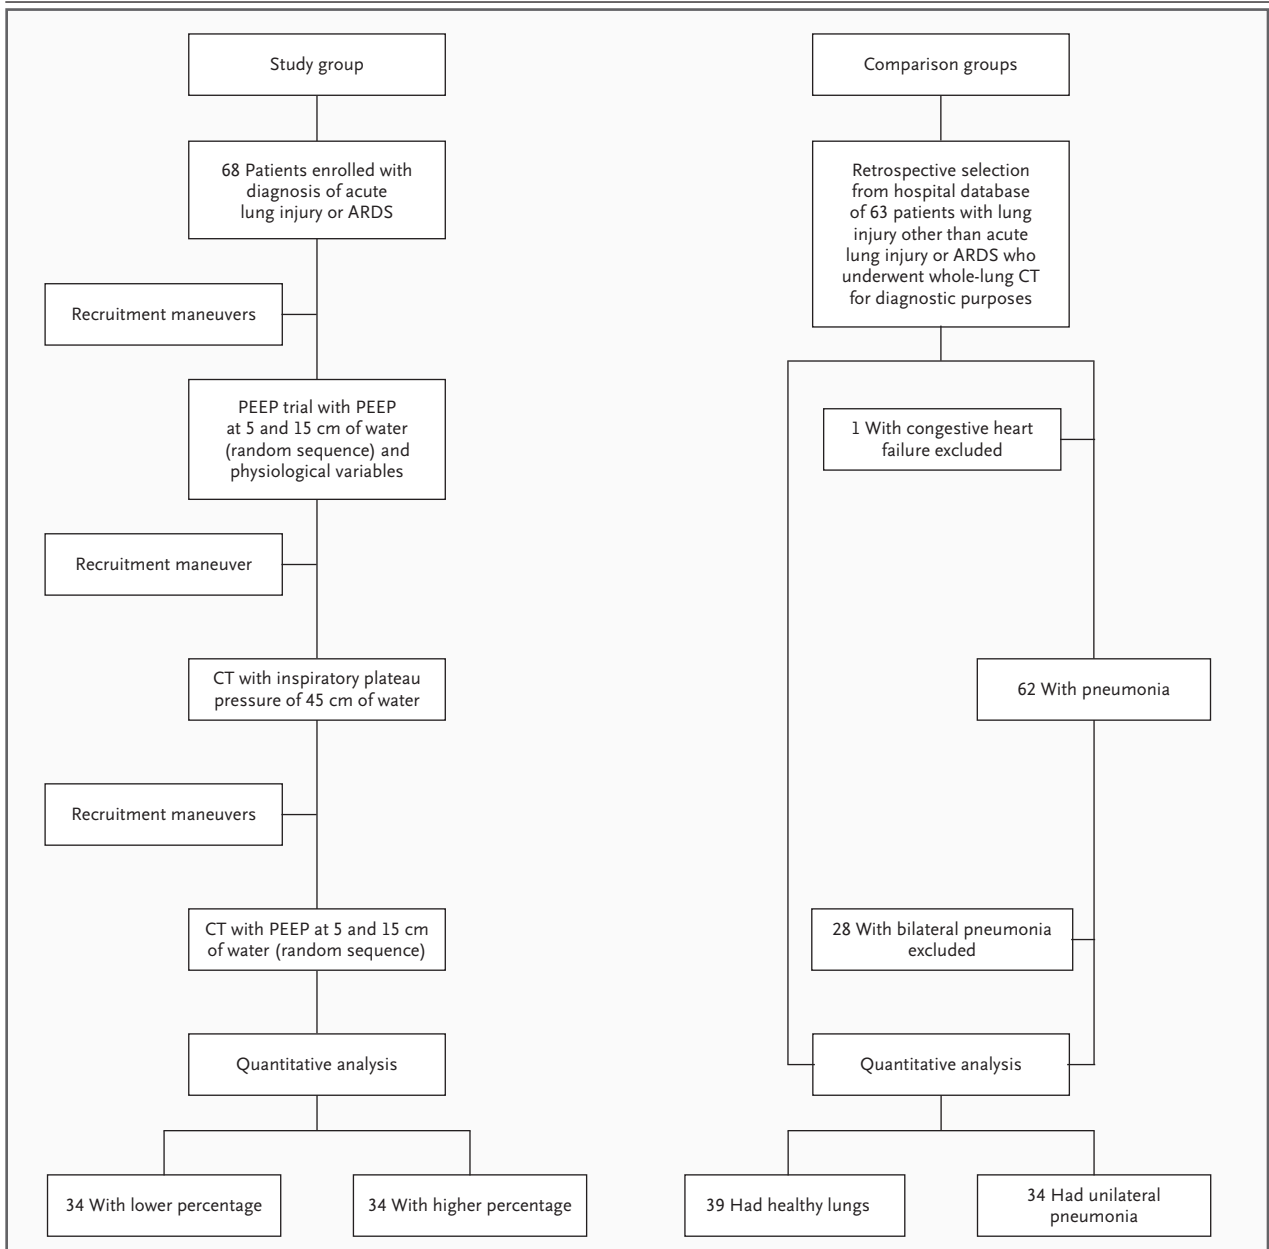 Study group
68 Patients enrolled with
diagnosis of acute
lung injury or ARDS
Recruitment maneuvers
PEEP trial with PEEP
at 5 and 15 cm of water
(random sequence) and
physiological variables
Recruitment maneuver
CT with inspiratory plateau
pressure of 45 cm of water
Recruitment maneuvers
CT with PEEP at 5 and 15 cm
of water (random sequence)
Quantitative analysis
34 With lower percentage
34 With higher percentage
Comparison groups
Retrospective selection
from hospital database
of 63 patients with lung
injury other than acute
lung injury or ARDS who
underwent whole-lung CT
for diagnostic purposes
1 With congestive heart
failure excluded
62 With pneumonia
28 With bilateral pneumonia
excluded
Quantitative analysis
39 Had healthy lungs
34 Had unilateral
pneumonia